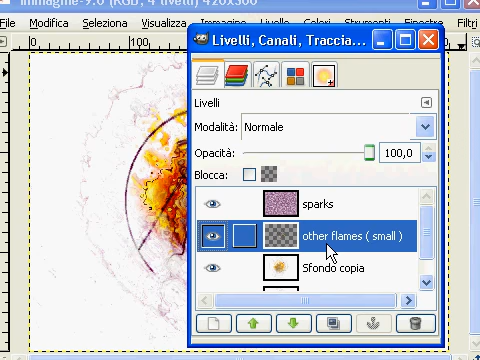 Immagine-9.0 (RGB, 4 livelli) 420x300
File Modifica Seleziona Visualizza Immagine Livello Colori Strumenti Finestre Filtri
0 100
Livelli, Canali, Traccia...
Livelli
Modalità: Normale
Opacità: 100,0
Blocca:
sparks
other flames ( small )
Sfondo copia